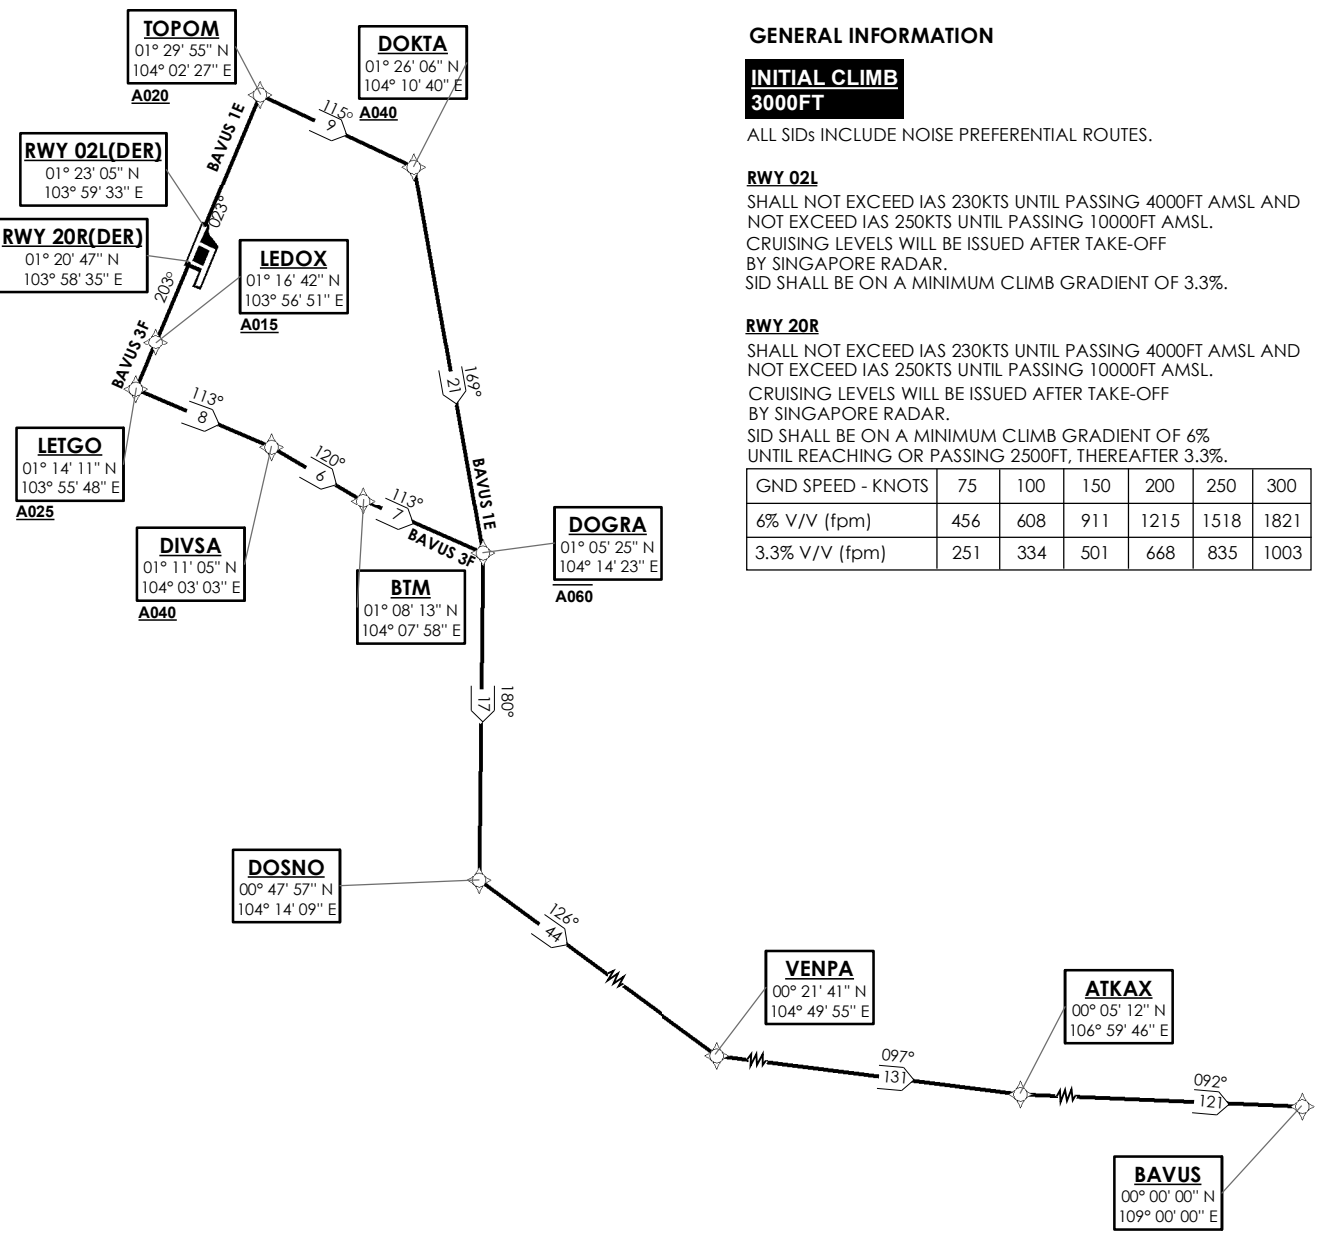 TOPOM
01° 29' 55" N
104° 02' 27" E
A020
DOKTA
01° 26' 06" N
104° 10' 40" E
A040
115°
9
BAVUS 1E
RWY 02L(DER)
01° 23' 05" N
103° 59' 33" E
023°
RWY 20R(DER)
01° 20' 47" N
103° 58' 35" E
203°
LEDOX
01° 16' 42" N
103° 56' 51" E
A015
BAVUS 3F
LETGO
01° 14' 11" N
103° 55' 48" E
A025
113°
8
120°
6
113°
7
BAVUS 3F
169°
21
BAVUS 1E
DIVSA
01° 11' 05" N
104° 03' 03" E
A040
BTM
01° 08' 13" N
104° 07' 58" E
DOGRA
01° 05' 25" N
104° 14' 23" E
A060
180°
17
DOSNO
00° 47' 57" N
104° 14' 09" E
126°
44
VENPA
00° 21' 41" N
104° 49' 55" E
097°
131
ATKAX
00° 05' 12" N
106° 59' 46" E
092°
121
BAVUS
00° 00' 00" N
109° 00' 00" E
GENERAL INFORMATION
INITIAL CLIMB
3000FT
ALL SIDs INCLUDE NOISE PREFERENTIAL ROUTES.
RWY 02L
SHALL NOT EXCEED IAS 230KTS UNTIL PASSING 4000FT AMSL AND
NOT EXCEED IAS 250KTS UNTIL PASSING 10000FT AMSL.
CRUISING LEVELS WILL BE ISSUED AFTER TAKE-OFF
BY SINGAPORE RADAR.
SID SHALL BE ON A MINIMUM CLIMB GRADIENT OF 3.3%.
RWY 20R
SHALL NOT EXCEED IAS 230KTS UNTIL PASSING 4000FT AMSL AND
NOT EXCEED IAS 250KTS UNTIL PASSING 10000FT AMSL.
CRUISING LEVELS WILL BE ISSUED AFTER TAKE-OFF
BY SINGAPORE RADAR.
SID SHALL BE ON A MINIMUM CLIMB GRADIENT OF 6%
UNTIL REACHING OR PASSING 2500FT, THEREAFTER 3.3%.
GND SPEED - KNOTS 75 100 150 200 250 300
6% V/V (fpm) 456 608 911 1215 1518 1821
3.3% V/V (fpm) 251 334 501 668 835 1003